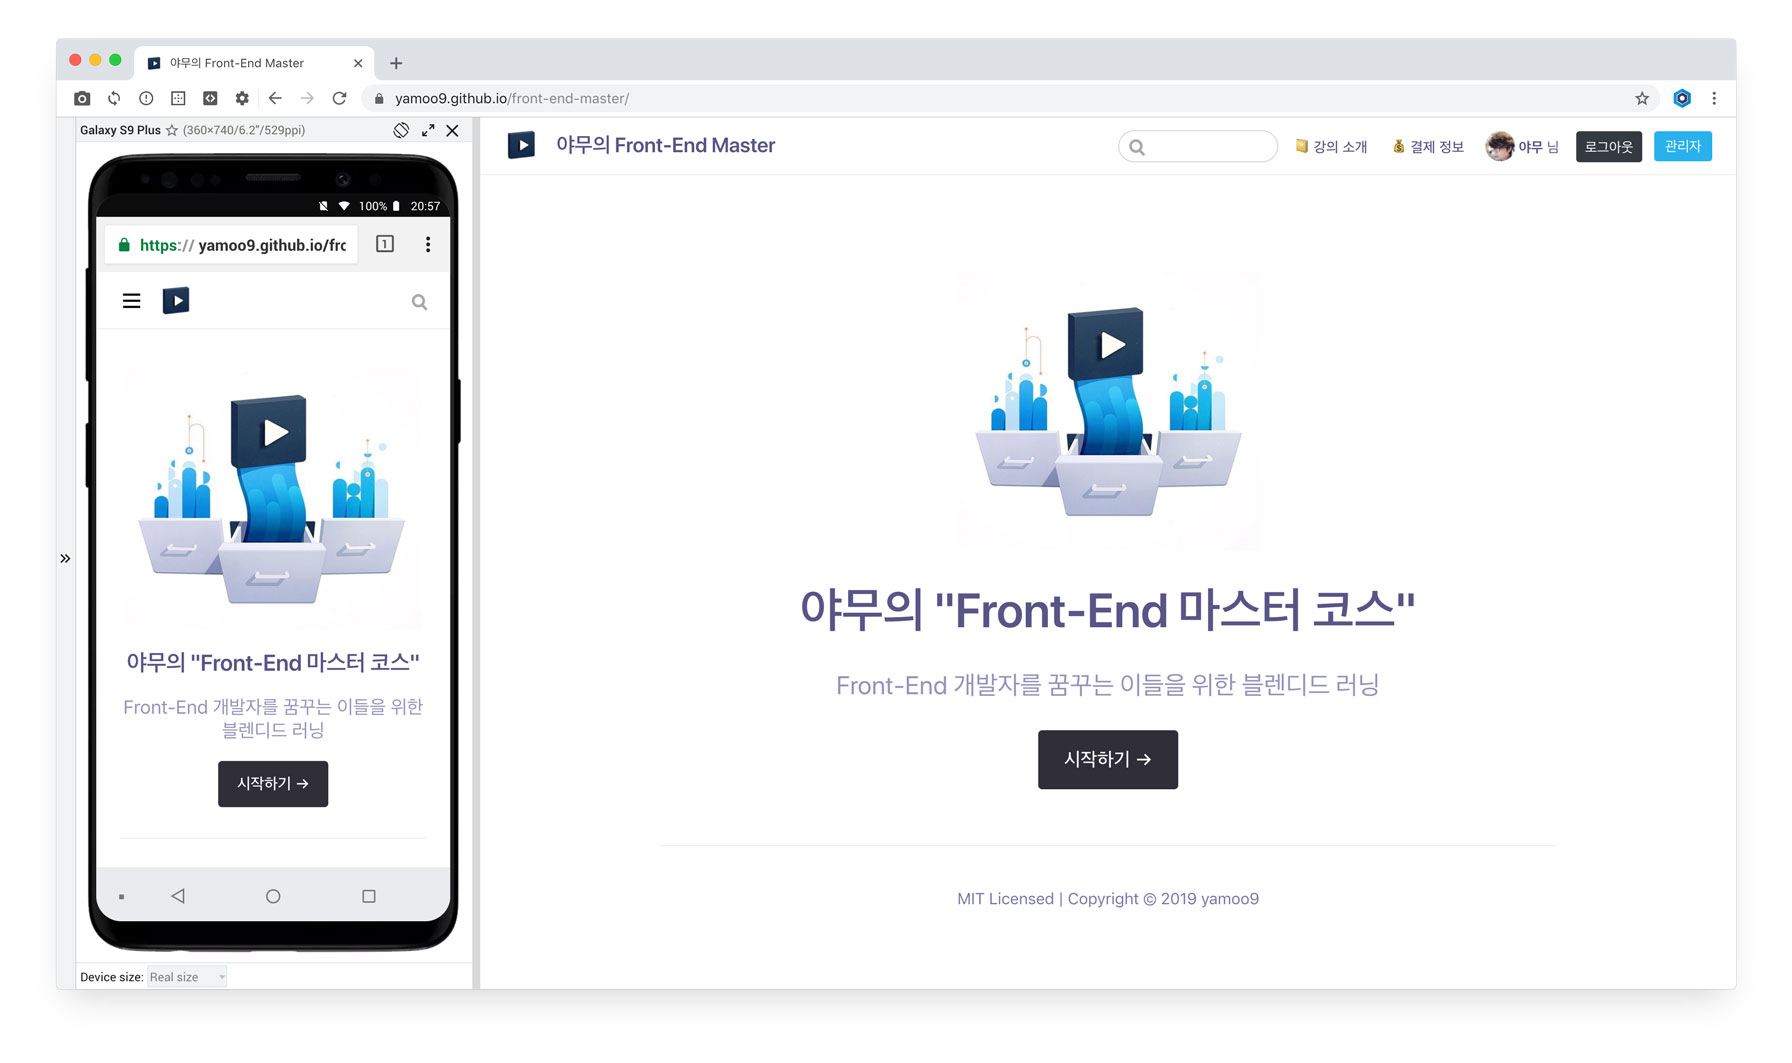 야무의 Front-End Master
yamoo9.github.io/front-end-master/
Galaxy S9 Plus ☆ (360×740/6.2"/529ppi)
100% 20:57
https:// yamoo9.github.io/frc
1
야무의 "Front-End 마스터 코스"
Front-End 개발자를 꿈꾸는 이들을 위한
블렌디드 러닝
시작하기 →
Device size: Real size
야무의 Front-End Master
강의 소개
결제 정보
야무 님
로그아웃
관리자
야무의 "Front-End 마스터 코스"
Front-End 개발자를 꿈꾸는 이들을 위한 블렌디드 러닝
시작하기 →
MIT Licensed | Copyright © 2019 yamoo9